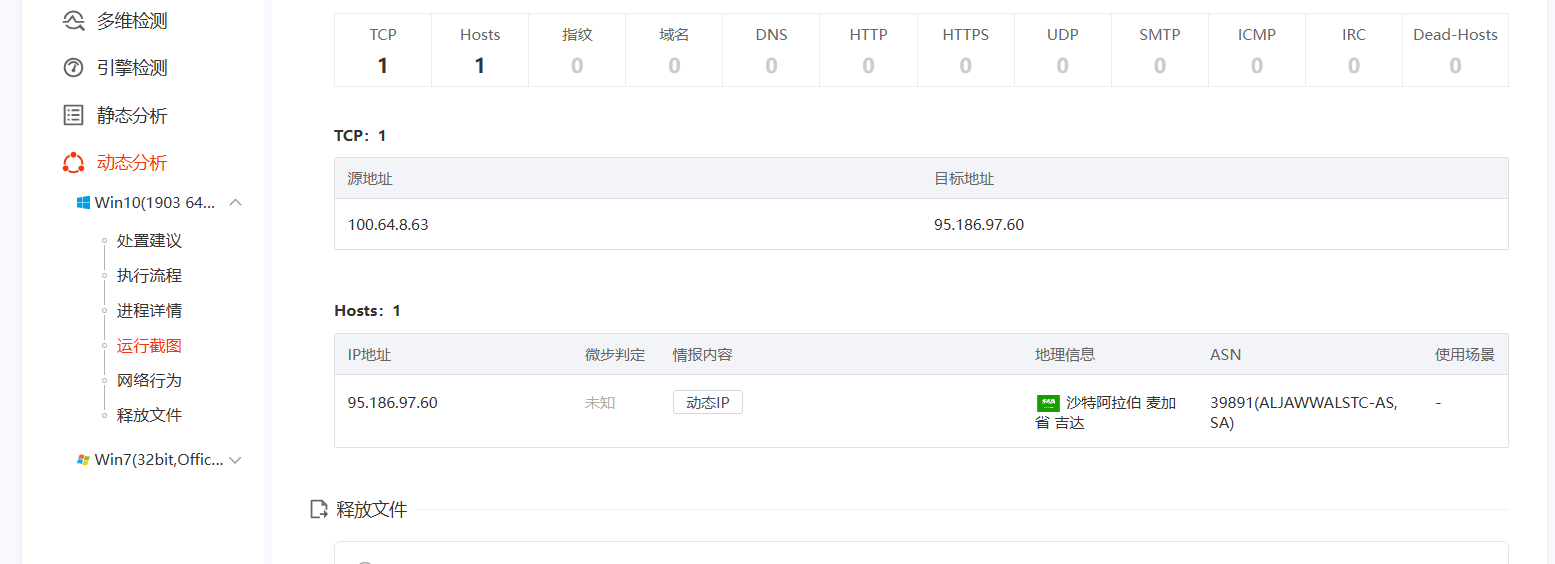 多维检测
引擎检测
静态分析
动态分析
Win10(1903 64...
处置建议
执行流程
进程详情
运行截图
网络行为
释放文件
Win7(32bit,Offic...
TCP Hosts 指纹 域名 DNS HTTP HTTPS UDP SMTP ICMP IRC Dead-Hosts
1 1 0 0 0 0 0 0 0 0 0 0
TCP：1
源地址 目标地址
100.64.8.63 95.186.97.60
Hosts：1
IP地址 微步判定 情报内容 地理信息 ASN 使用场景
95.186.97.60 未知 动态IP 沙特阿拉伯 麦加 39891(ALJAWWALSTC-AS, -
省 吉达 SA)
释放文件